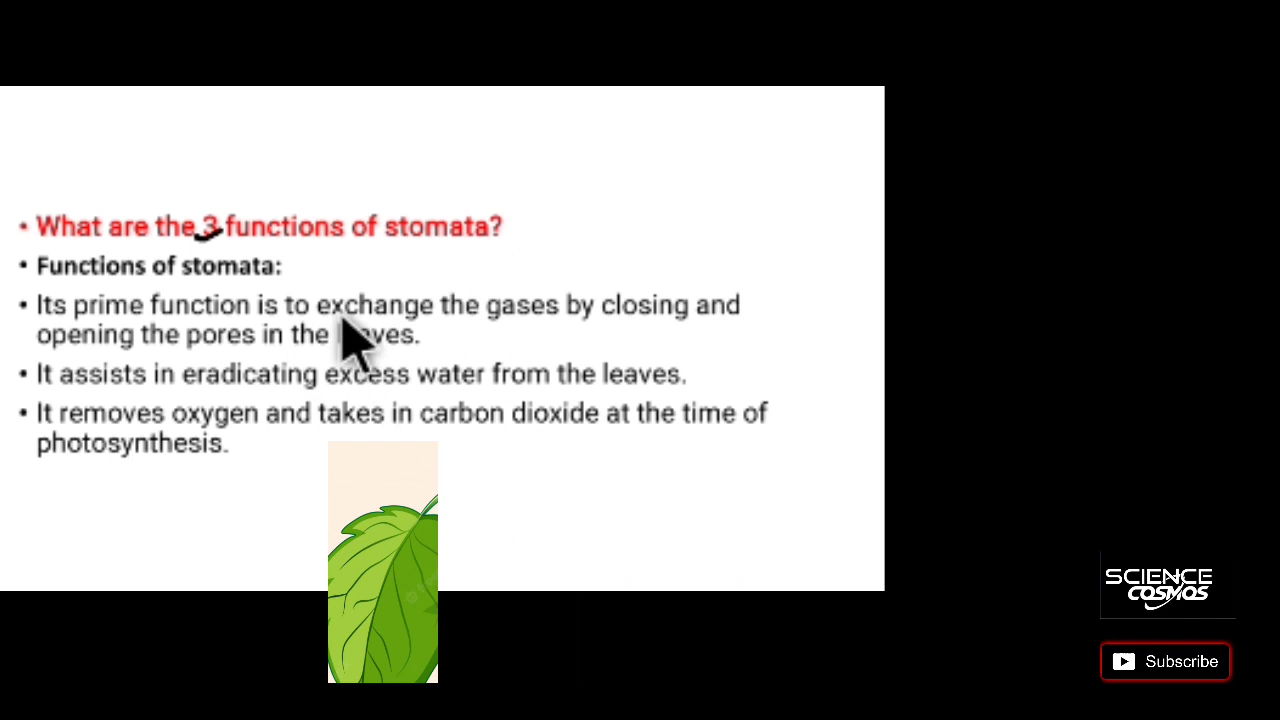 • What are the 3 functions of stomata?
• Functions of stomata:
• Its prime function is to exchange the gases by closing and
opening the pores in the leaves.
• It assists in eradicating excess water from the leaves.
• It removes oxygen and takes in carbon dioxide at the time of
photosynthesis.
SCIENCE
COSMOS
Subscribe